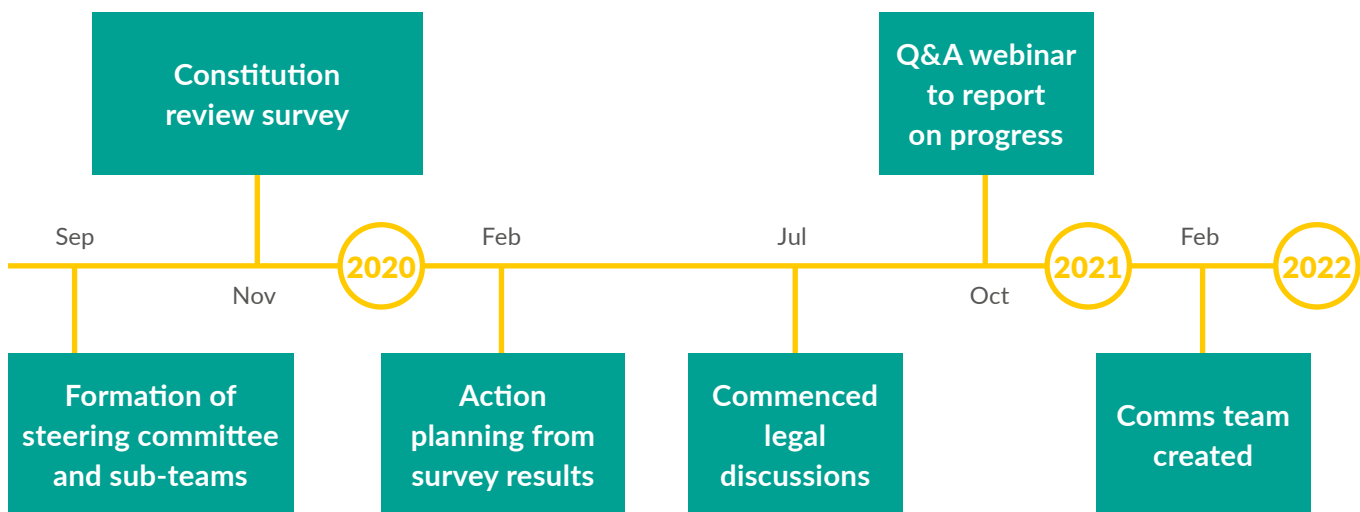 Constitution
review survey
Q&A webinar
to report
on progress
Sep
Nov
2020
Feb
Jul
Oct
2021
Feb
2022
Formation of
steering committee
and sub-teams
Action
planning from
survey results
Commenced
legal
discussions
Comms team
created